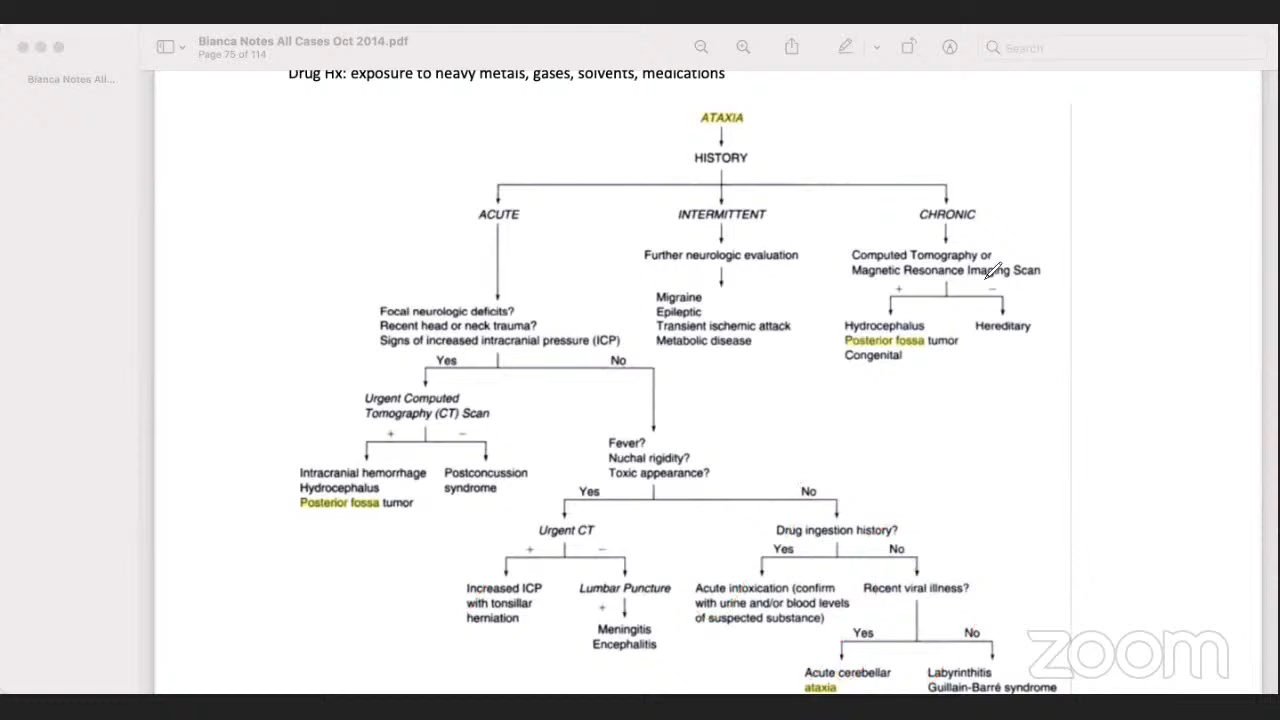 Bianca Notes All Cases Oct 2014.pdf
Page 75 of 114
Search
Bianca Notes All...
Drug Hx: exposure to heavy metals, gases, solvents, medications
ATAXIA
HISTORY
ACUTE
INTERMITTENT
CHRONIC
Further neurologic evaluation
Computed Tomography or
Magnetic Resonance Imaging Scan
+
−
Migraine
Epileptic
Transient ischemic attack
Metabolic disease
Hydrocephalus
Posterior fossa tumor
Congenital
Hereditary
Focal neurologic deficits?
Recent head or neck trauma?
Signs of increased intracranial pressure (ICP)
Yes
No
Urgent Computed
Tomography (CT) Scan
+
−
Intracranial hemorrhage
Hydrocephalus
Posterior fossa tumor
Postconcussion
syndrome
Fever?
Nuchal rigidity?
Toxic appearance?
Yes
No
Urgent CT
+
−
Increased ICP
with tonsillar
herniation
Lumbar Puncture
+
Meningitis
Encephalitis
Drug ingestion history?
Yes
No
Acute intoxication (confirm
with urine and/or blood levels
of suspected substance)
Recent viral illness?
Yes
No
Acute cerebellar
ataxia
Labyrinthitis
Guillain-Barré syndrome
zoom